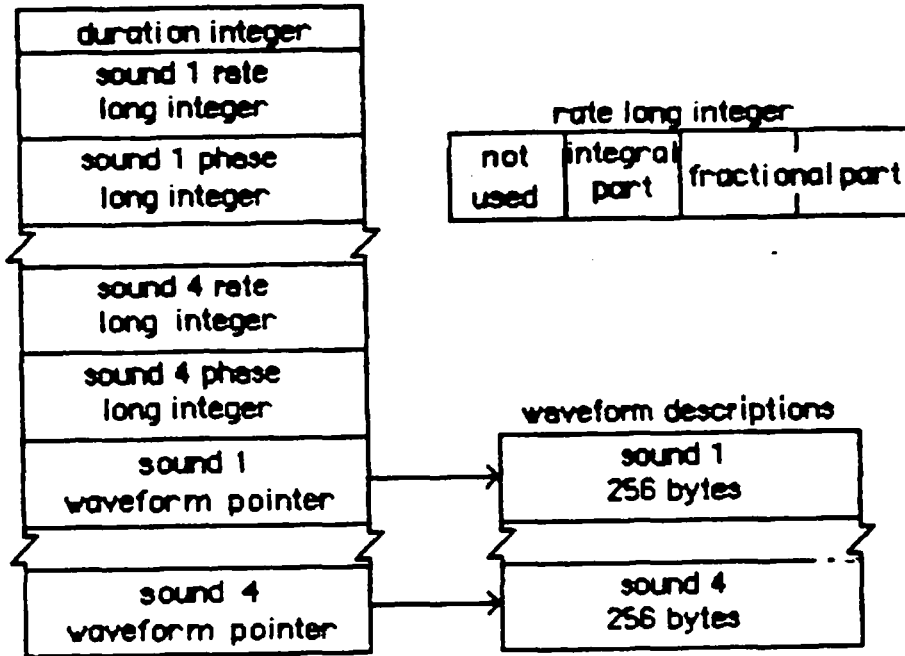 duration integer
sound 1 rate
long integer
sound 1 phase
long integer
sound 4 rate
long integer
sound 4 phase
long integer
sound 1
waveform pointer
sound 4
waveform pointer
rate long integer
not
used
integral
part
fractional part
waveform descriptions
sound 1
256 bytes
sound 4
256 bytes